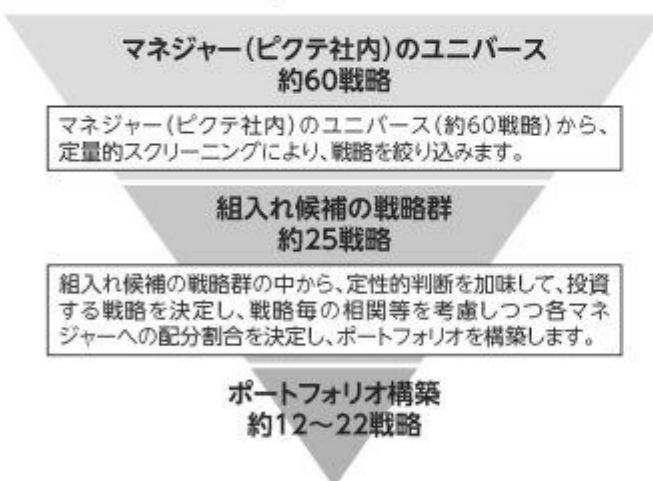 マネジャー(ピクテ社内)のユニバース
約60戦略
マネジャー(ピクテ社内)のユニバース(約60戦略)から、
定量的スクリーニングにより、戦略を絞り込みます。
組入れ候補の戦略群
約25戦略
組入れ候補の戦略群の中から、定性的判断を加味して、投資
する戦略を決定し、戦略毎の相関等を考慮しつつ各マネ
ジャーへの配分割合を決定し、ポートフォリオを構築します。
ポートフォリオ構築
約12〜22戦略